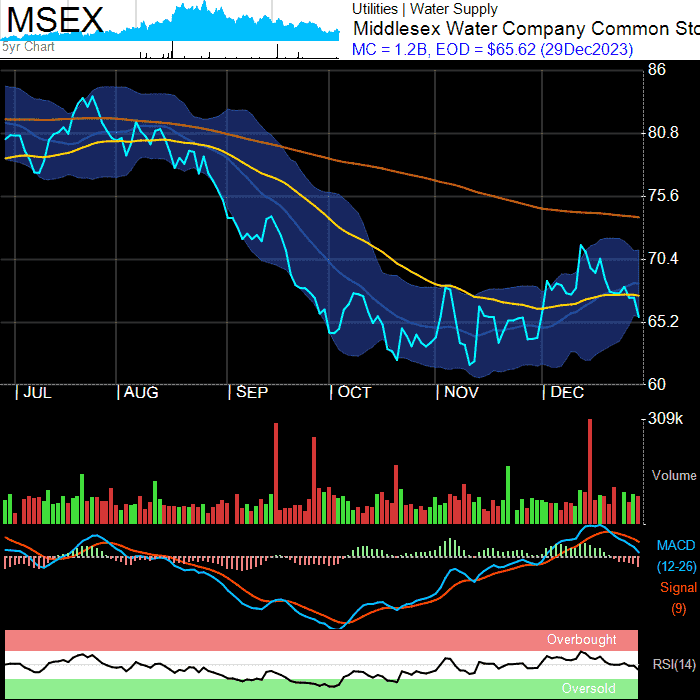 MSEX
5yr Chart
Utilities | Water Supply
Middlesex Water Company Common Sto
MC = 1.2B, EOD = $65.62 (29Dec2023)
86
80.8
75.6
70.4
65.2
60
JUL AUG SEP OCT NOV DEC
309k
Volume
MACD
(12-26)
Signal
(9)
Overbought
RSI(14)
Oversold